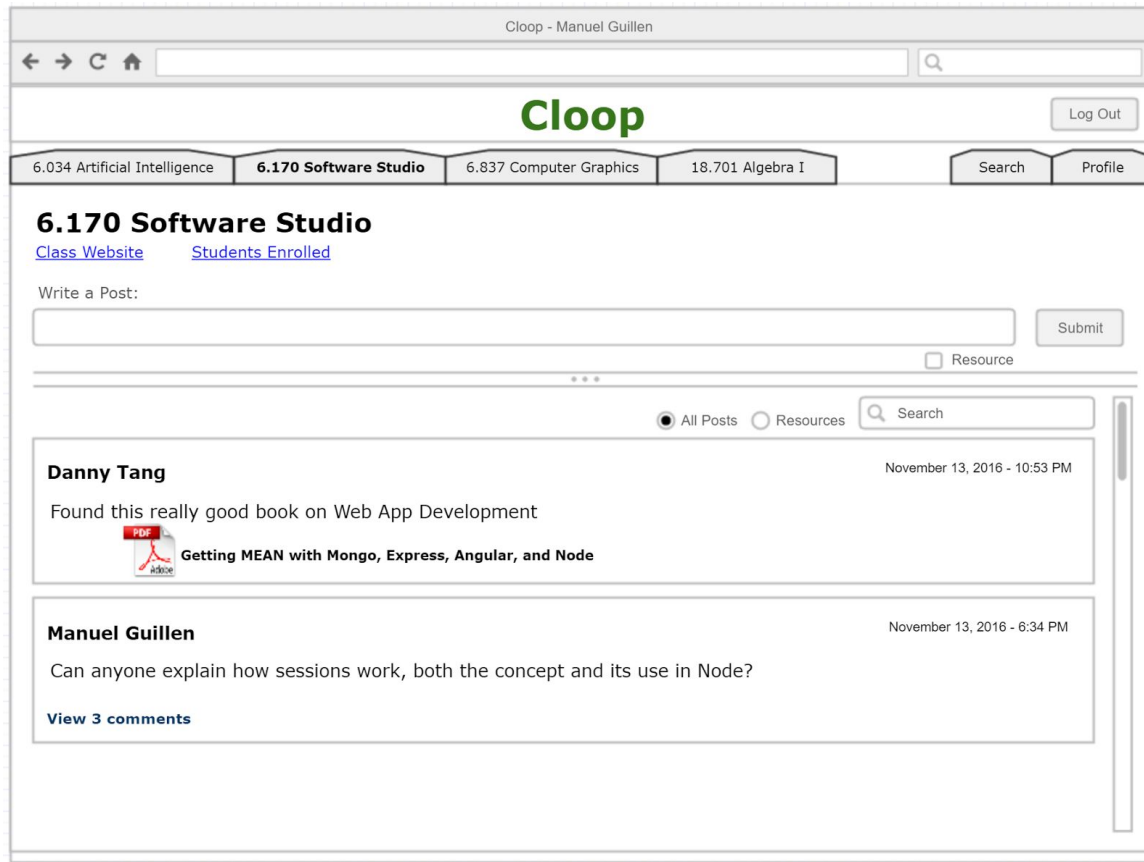 Cloop - Manuel Guillen
Cloop
Log Out
6.034 Artificial Intelligence 6.170 Software Studio 6.837 Computer Graphics 18.701 Algebra I Search Profile
6.170 Software Studio
Class Website Students Enrolled
Write a Post:
Submit
Resource
All Posts Resources Search
Danny Tang November 13, 2016 - 10:53 PM
Found this really good book on Web App Development
PDF
Adobe
Getting MEAN with Mongo, Express, Angular, and Node
Manuel Guillen November 13, 2016 - 6:34 PM
Can anyone explain how sessions work, both the concept and its use in Node?
View 3 comments